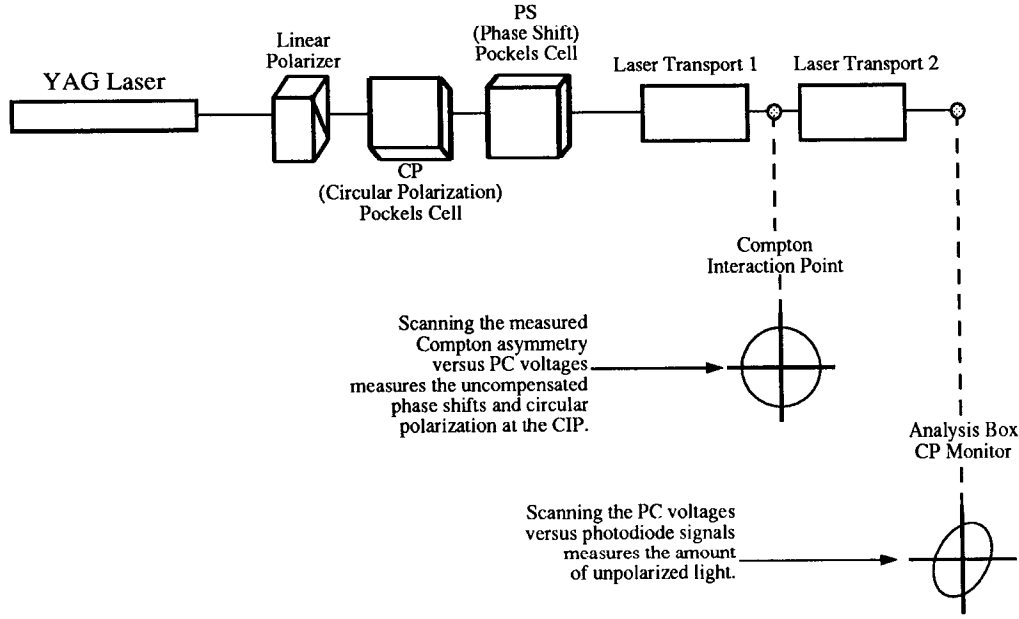 PS
(Phase Shift)
Pockels Cell
Linear
Polarizer
YAG Laser
Laser Transport 1
Laser Transport 2
CP
(Circular Polarization)
Pockels Cell
Compton
Interaction Point
Scanning the measured
Compton asymmetry
versus PC voltages
measures the uncompensated
phase shifts and circular
polarization at the CIP.
Analysis Box
CP Monitor
Scanning the PC voltages
versus photodiode signals
measures the amount
of unpolarized light.